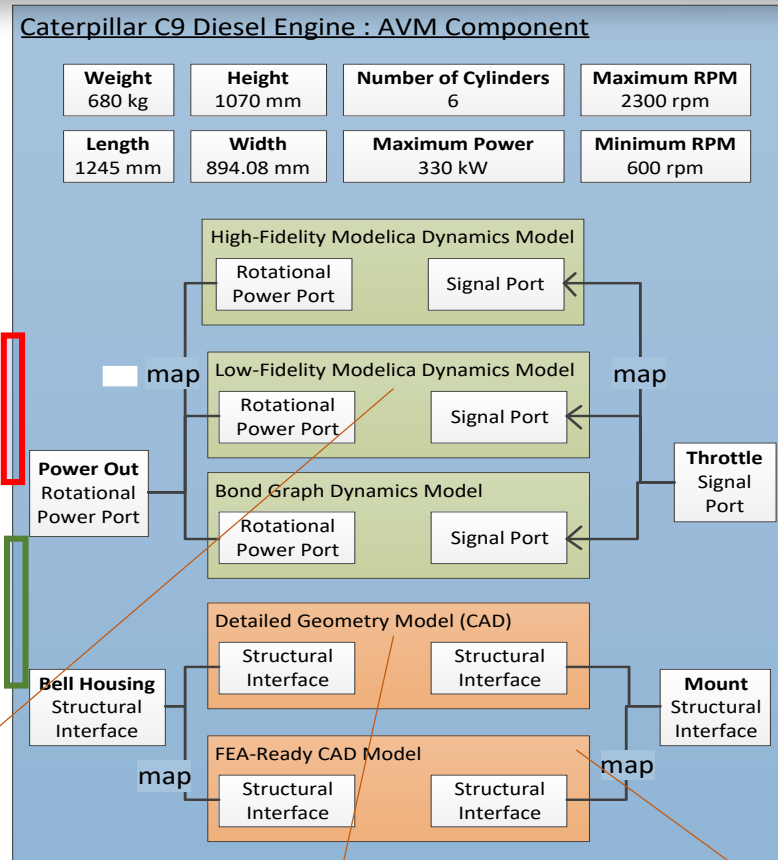 Caterpillar C9 Diesel Engine : AVM Component
Weight
680 kg
Height
1070 mm
Number of Cylinders
6
Maximum RPM
2300 rpm
Length
1245 mm
Width
894.08 mm
Maximum Power
330 kW
Minimum RPM
600 rpm
High-Fidelity Modelica Dynamics Model
Rotational
Power Port
Signal Port
map
map
Low-Fidelity Modelica Dynamics Model
Rotational
Power Port
Signal Port
Power Out
Rotational
Power Port
Throttle
Signal
Port
Bond Graph Dynamics Model
Rotational
Power Port
Signal Port
Detailed Geometry Model (CAD)
Structural
Interface
Structural
Interface
Bell Housing
Structural
Interface
Mount
Structural
Interface
FEA-Ready CAD Model
map
map
Structural
Interface
Structural
Interface